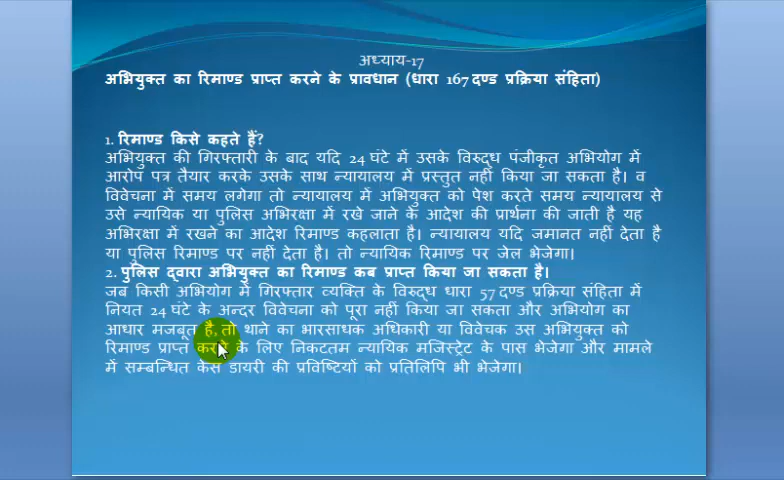 अध्याय-17
अभियुक्त का रिमाण्ड प्राप्त करने के प्रावधान (धारा 167 दण्ड प्रक्रिया संहिता)
1. रिमाण्ड किसे कहते हैं?
अभियुक्त की गिरफ्तारी के बाद यदि 24 घंटे में उसके विरुद्ध पंजीकृत अभियोग में
आरोप पत्र तैयार करके उसके साथ न्यायालय में प्रस्तुत नहीं किया जा सकता है। व
विवेचना में समय लगेगा तो न्यायालय में अभियुक्त को पेश करते समय न्यायालय से
उसे न्यायिक या पुलिस अभिरक्षा में रखे जाने के आदेश की प्रार्थना की जाती है यह
अभिरक्षा में रखने का आदेश रिमाण्ड कहलाता है। न्यायालय यदि जमानत नहीं देता है
या पुलिस रिमाण्ड पर नहीं देता है। तो न्यायिक रिमाण्ड पर जेल भेजेगा।
2. पुलिस द्वारा अभियुक्त का रिमाण्ड कब प्राप्त किया जा सकता है।
जब किसी अभियोग में गिरफ्तार व्यक्ति के विरुद्ध धारा 57 दण्ड प्रक्रिया संहिता में
नियत 24 घंटे के अन्दर विवेचना को पूरा नहीं किया जा सकता और अभियोग का
आधार मजबूत है, तो थाने का भारसाधक अधिकारी या विवेचक उस अभियुक्त को
रिमाण्ड प्राप्त करने के लिए निकटतम न्यायिक मजिस्ट्रेट के पास भेजेगा और मामले
में सम्बन्धित केस डायरी की प्रविष्टियों को प्रतिलिपि भी भेजेगा।